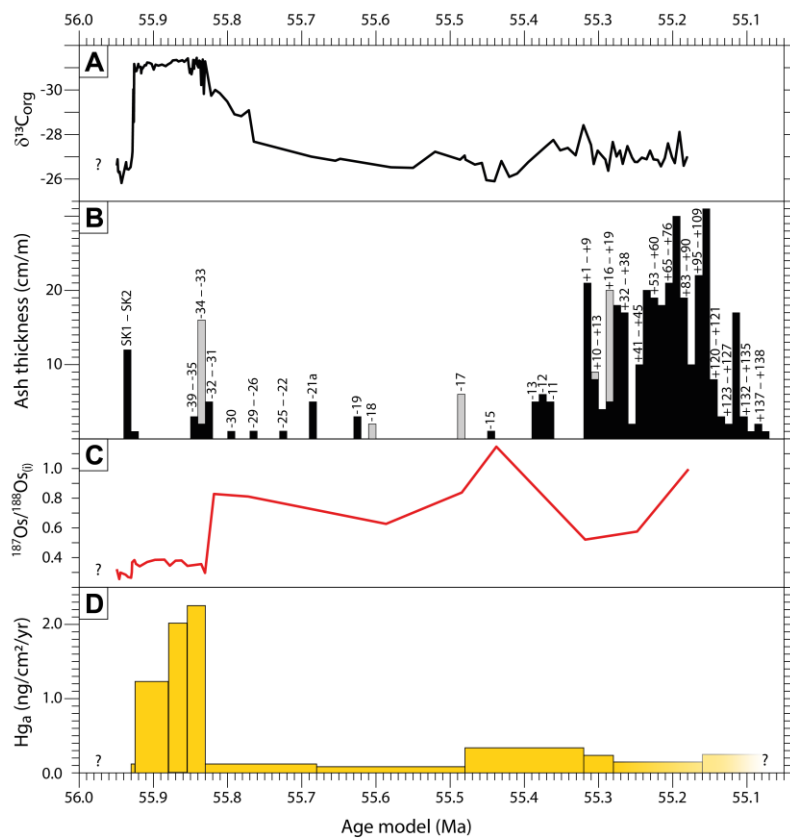 56.0 55.9 55.8 55.7 55.6 55.5 55.4 55.3 55.2 55.1
A
δ¹³C_org
-30
-28
-26
?
B
Ash thickness (cm/m)
20
10
SK1 – SK2
-39 – -35
-34 – -33
-32 – -31
-30
-29 – -26
-25 – -22
-21a
-19
-18
-17
-15
-13
-12
-11
+1 – +9
+10 – +13
+16 – +19
+32 – +38
+41 – +45
+53 – +60
+65 – +76
+83 – +90
+95 – +109
+120 – +121
+123 – +127
+132 – +135
+137 – +138
C
¹⁸⁷Os/¹⁸⁸Os₍ᵢ₎
1.0
0.8
0.6
0.4
?
D
Hgₐ (ng/cm²/yr)
2.0
1.0
0.0
?
?
56.0 55.9 55.8 55.7 55.6 55.5 55.4 55.3 55.2 55.1
Age model (Ma)